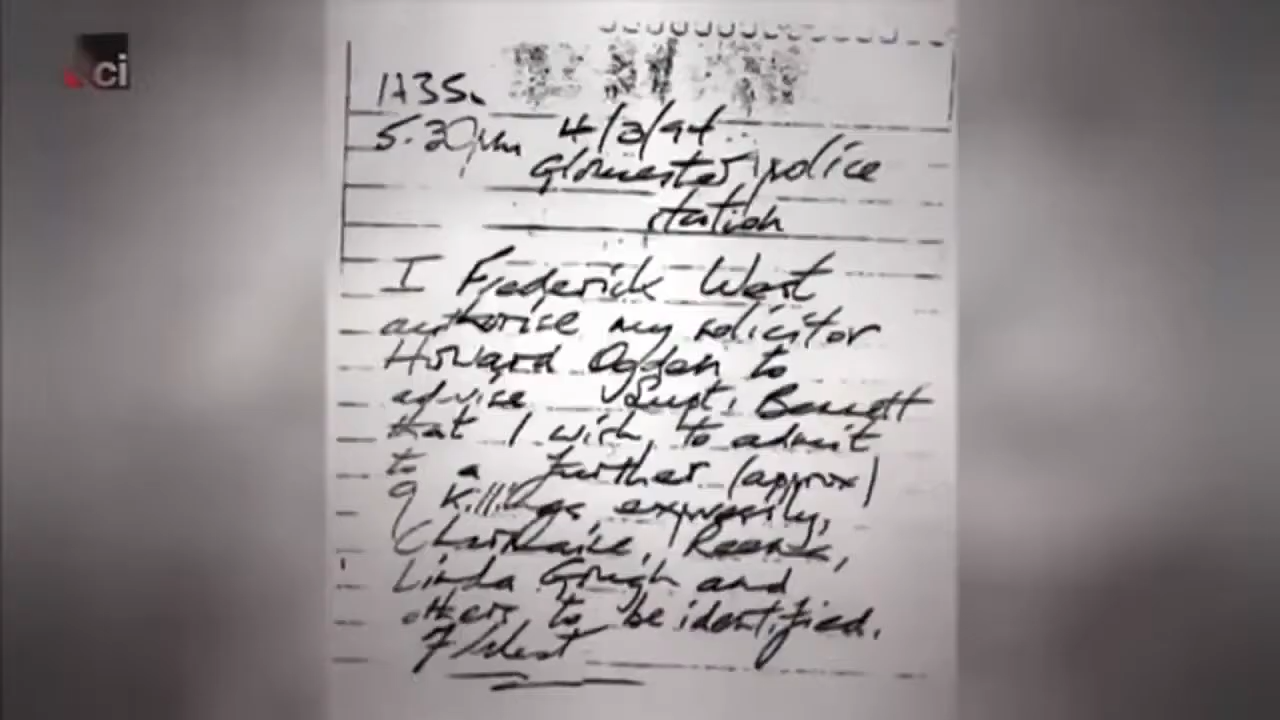 ci
1735.
5.30pm 4/3/94
Gloucester police
station
I Frederick West
authorise my solicitor
Howard Ogden to
advise Supt. Bennett
that I wish to admit
to a further (approx)
9 killings expressly,
Charmaine, Reena,
Linda Gough and
others to be identified.
F West